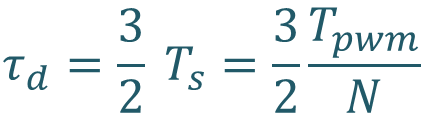 τ_d = 3/2 T_s = 3/2 T_pwm/N